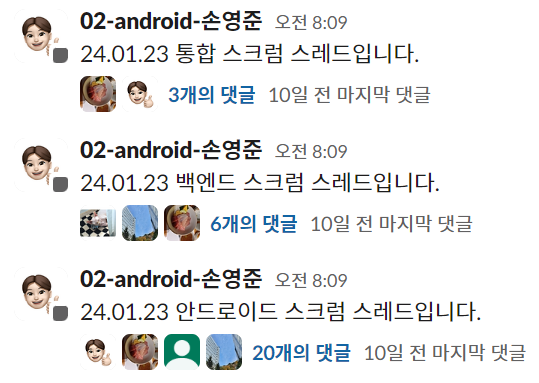 02-android-손영준 오전 8:09
24.01.23 통합 스크럼 스레드입니다.
3개의 댓글 10일 전 마지막 댓글
02-android-손영준 오전 8:09
24.01.23 백엔드 스크럼 스레드입니다.
6개의 댓글 10일 전 마지막 댓글
02-android-손영준 오전 8:09
24.01.23 안드로이드 스크럼 스레드입니다.
20개의 댓글 10일 전 마지막 댓글